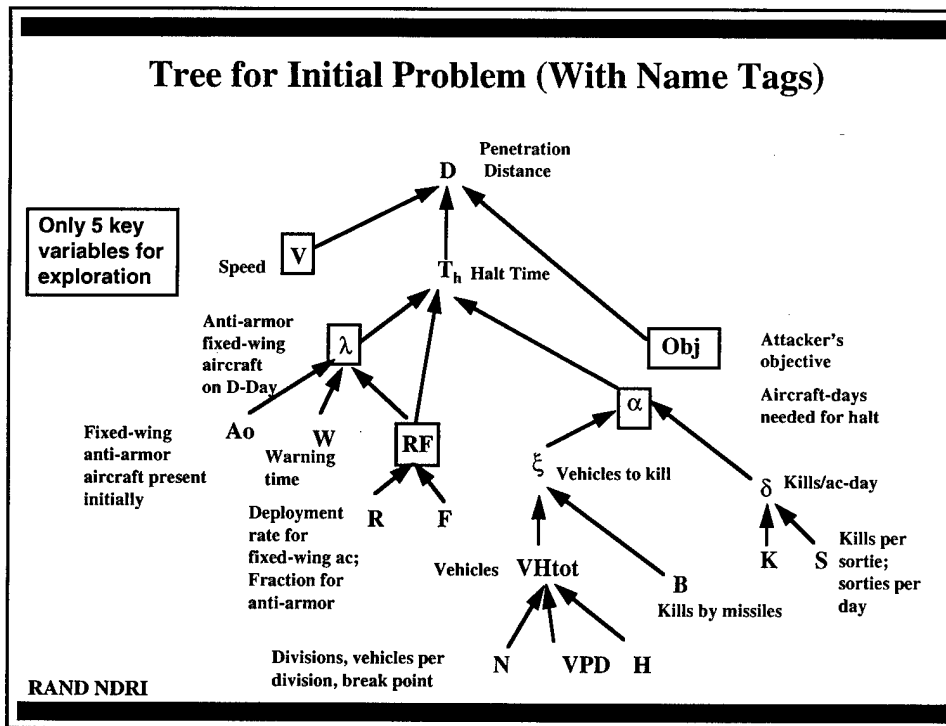 Tree for Initial Problem (With Name Tags)
Penetration
Distance
D
Only 5 key
variables for
exploration
Speed
V
Th Halt Time
Anti-armor
fixed-wing
aircraft
on D-Day
λ
Obj
Attacker's
objective
α
Aircraft-days
needed for halt
Ao
W
RF
Fixed-wing
anti-armor
aircraft present
initially
Warning
time
ξ
Vehicles to kill
δ
Kills/ac-day
R
F
Deployment
rate for
fixed-wing ac;
Fraction for
anti-armor
Vehicles
VHtot
B
Kills by missiles
K
S
Kills per
sortie;
sorties per
day
Divisions, vehicles per
division, break point
N
VPD
H
RAND NDRI